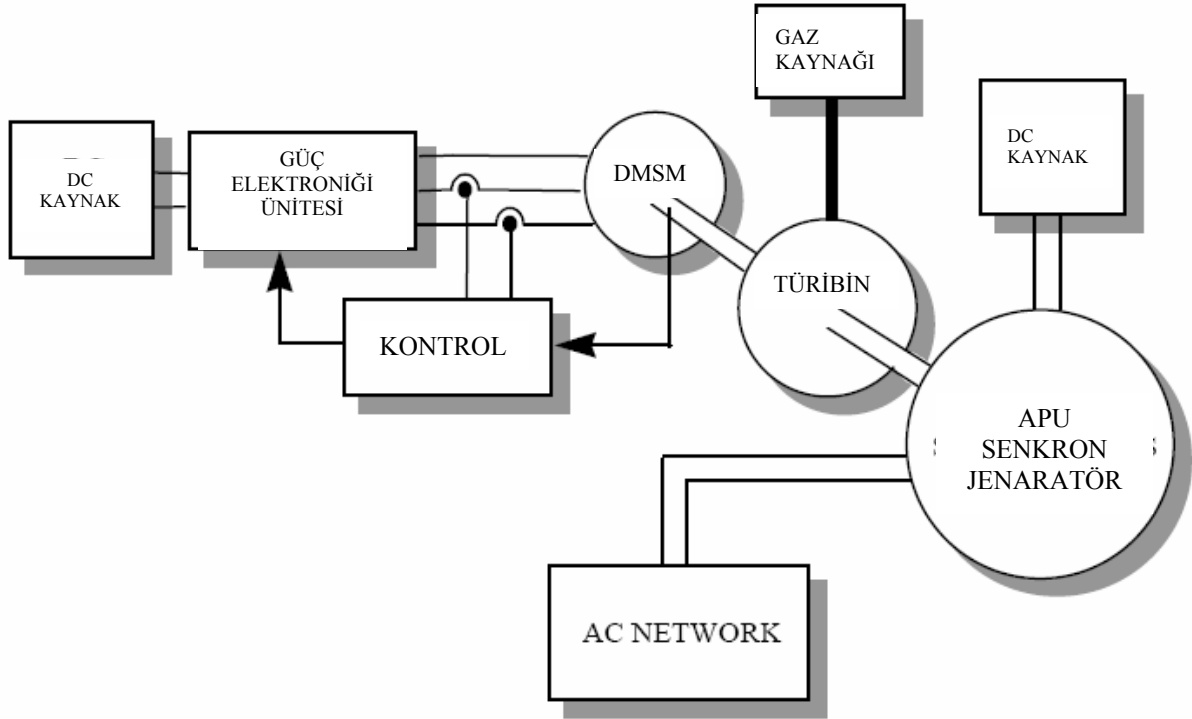 GAZ
KAYNAĞI
DC
KAYNAK
DC
KAYNAK
GÜÇ
ELEKTRONİĞİ
ÜNİTESİ
DMSM
TÜRİBİN
KONTROL
APU
SENKRON
JENARATÖR
AC NETWORK